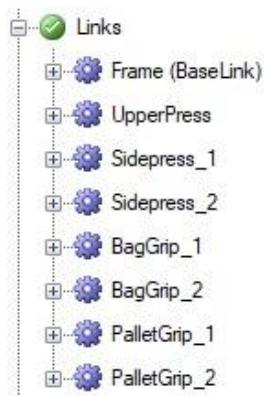 Links
Frame (BaseLink)
UpperPress
Sidepress_1
Sidepress_2
BagGrip_1
BagGrip_2
PalletGrip_1
PalletGrip_2